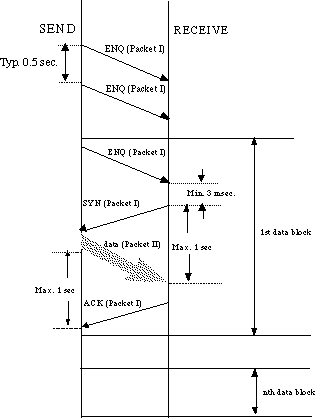 SEND
RECEIVE
ENQ (Packet I)
Typ. 0.5 sec.
ENQ (Packet I)
ENQ (Packet I)
Min. 3 msec.
SYN (Packet I)
1st data block
data (Packet II)
Max. 1 sec
Max. 1 sec
ACK (Packet I)
nth data block